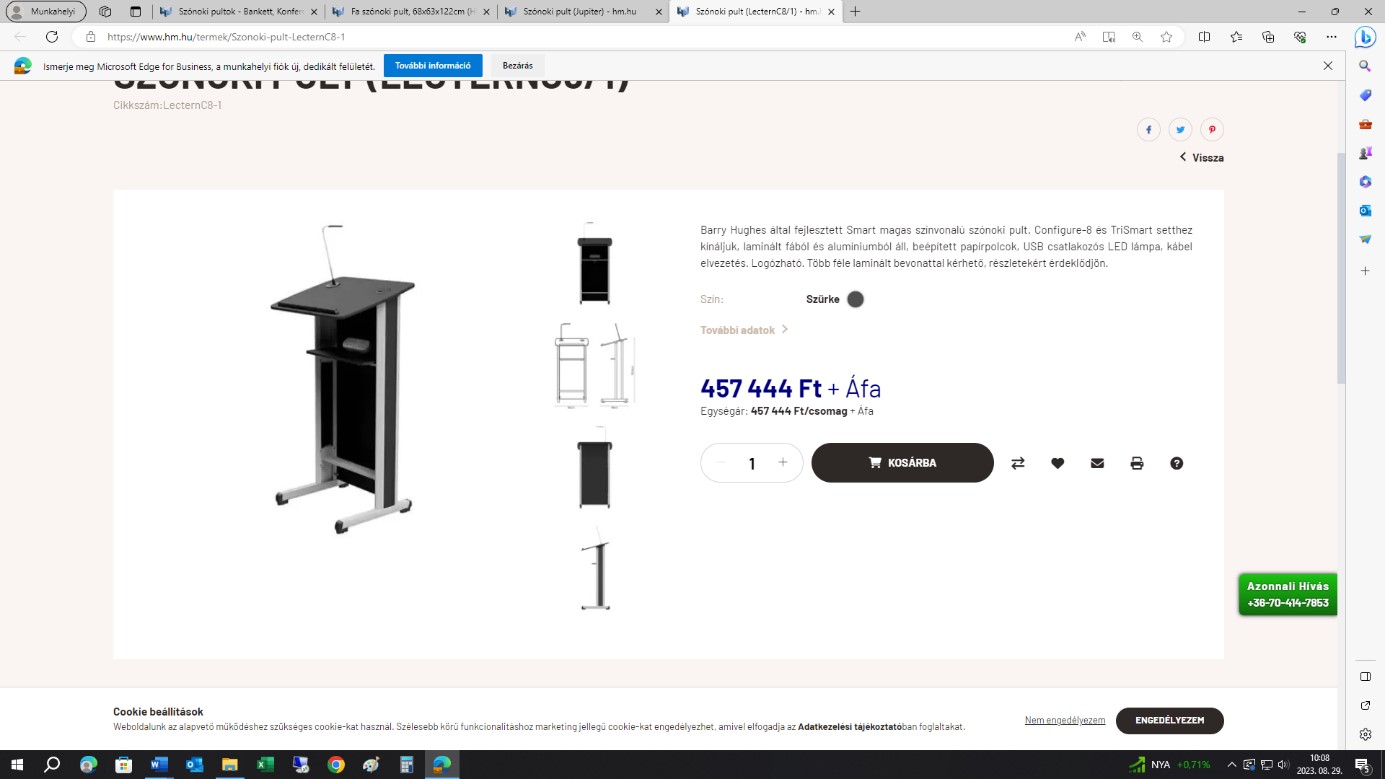 Munkahelyi
Szónoki pultok - Bankett, Konfere
Fa szónoki pult, 68x63x122cm (H
Szónoki pult (Jupiter) - hm.hu
Szónoki pult (LecternC8/1) - hm.h
https://www.hm.hu/termek/Szonoki-pult-LecternC8-1
Ismerje meg Microsoft Edge for Business, a munkahelyi fiók új, dedikált felületét.
További információ
Bezárás
SZÓNOKI PULT (LECTERNC8/1)
Cikkszám:LecternC8-1
Vissza
Barry Hughes által fejlesztett Smart magas színvonalú szónoki pult. Configure-8 és TriSmart setthez
kínáljuk, laminált fából és alumíniumból áll, beépített papírpolcok, USB csatlakozós LED lámpa, kábel
elvezetés. Logózható. Több féle laminált bevonattal kérhető, részletekért érdeklődjön.
Szín: Szürke
További adatok
457 444 Ft + Áfa
Egységár: 457 444 Ft/csomag + Áfa
1
KOSÁRBA
Azonnali Hívás
+36-70-414-7853
Cookie beállítások
Weboldalunk az alapvető működéshez szükséges cookie-kat használ. Szélesebb körű funkcionalitáshoz marketing jellegű cookie-kat engedélyezhet, amivel elfogadja az Adatkezelési tájékoztatóban foglaltakat.
Nem engedélyezem
ENGEDÉLYEZEM
NYA +0,71%
10:08
2023. 08. 29.
5